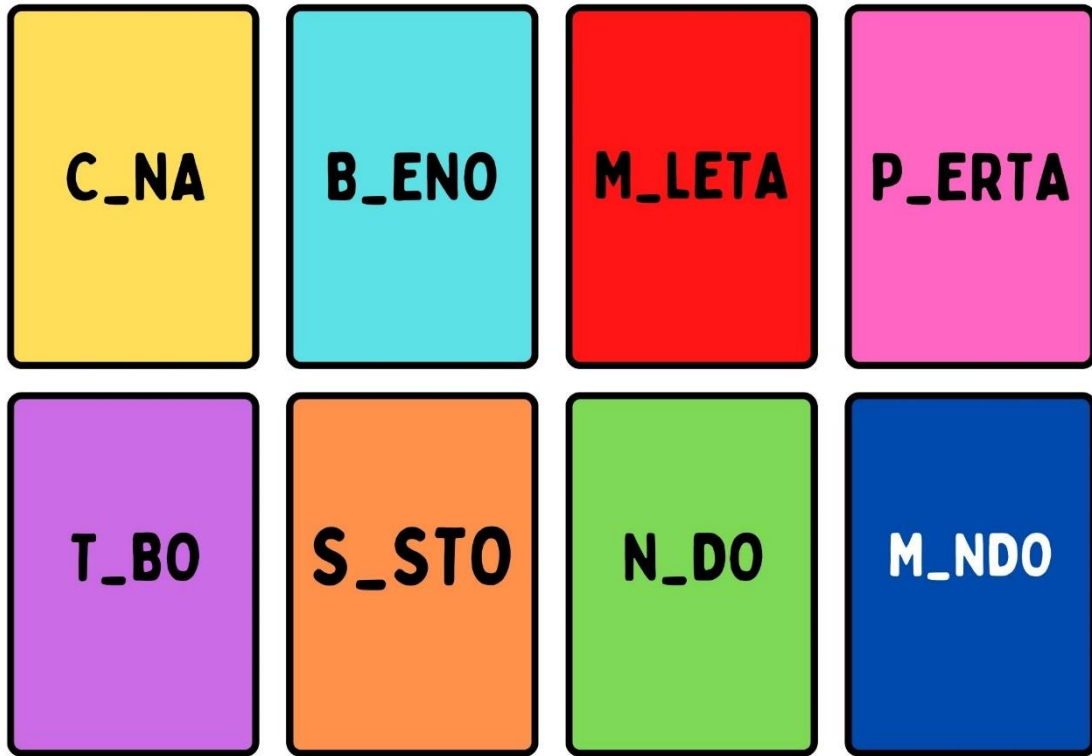 C_NA
B_ENO
M_LETA
P_ERTA
T_BO
S_STO
N_DO
M_NDO